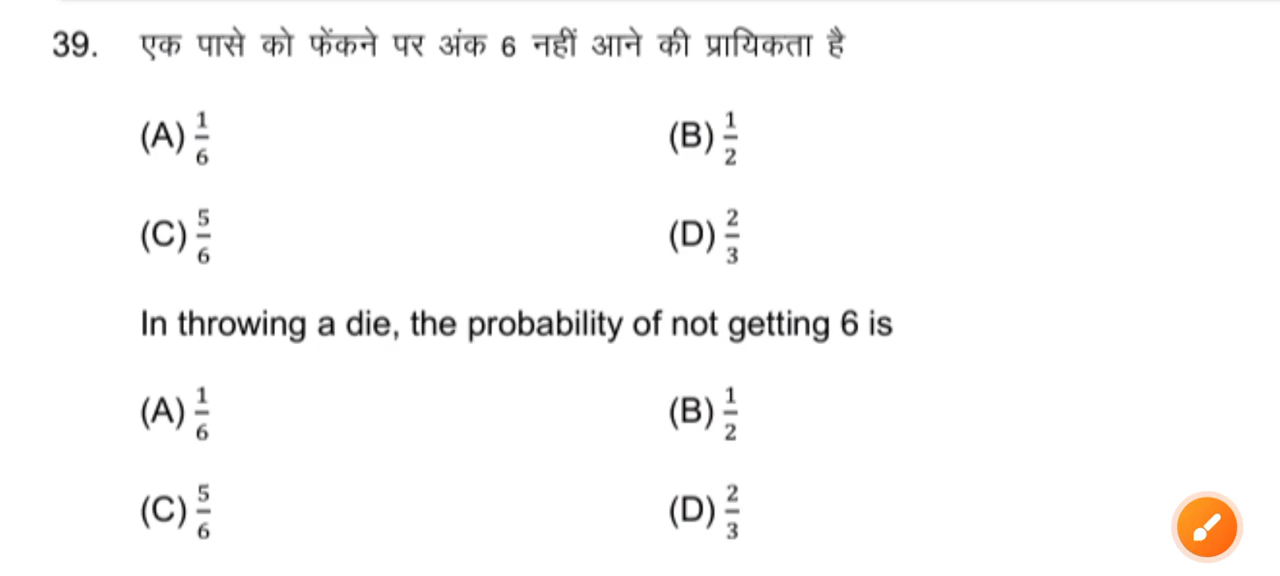 39. एक पासे को फेंकने पर अंक 6 नहीं आने की प्रायिकता है
(A) 1/6 (B) 1/2
(C) 5/6 (D) 2/3
In throwing a die, the probability of not getting 6 is
(A) 1/6 (B) 1/2
(C) 5/6 (D) 2/3